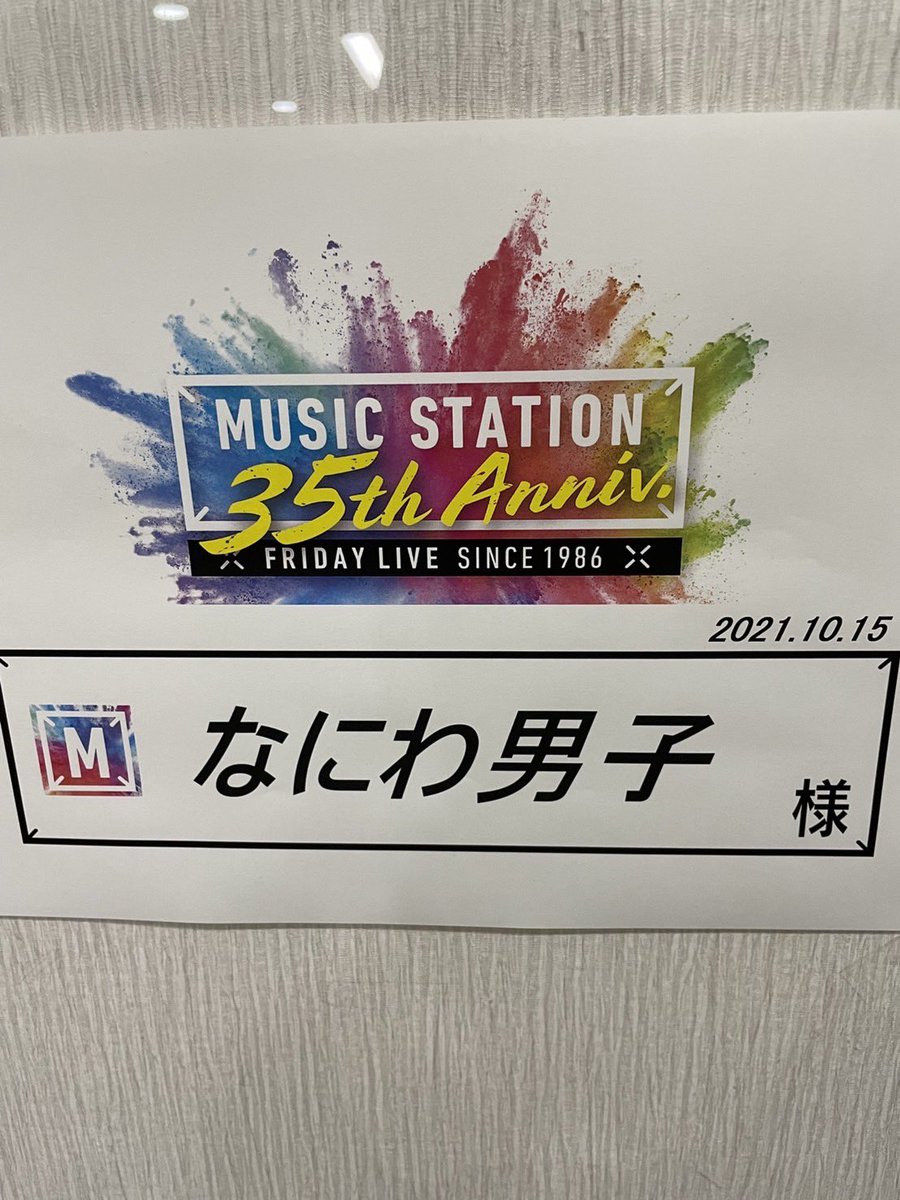 MUSIC STATION
35th Anniv.
FRIDAY LIVE SINCE 1986
2021.10.15
M なにわ男子 様